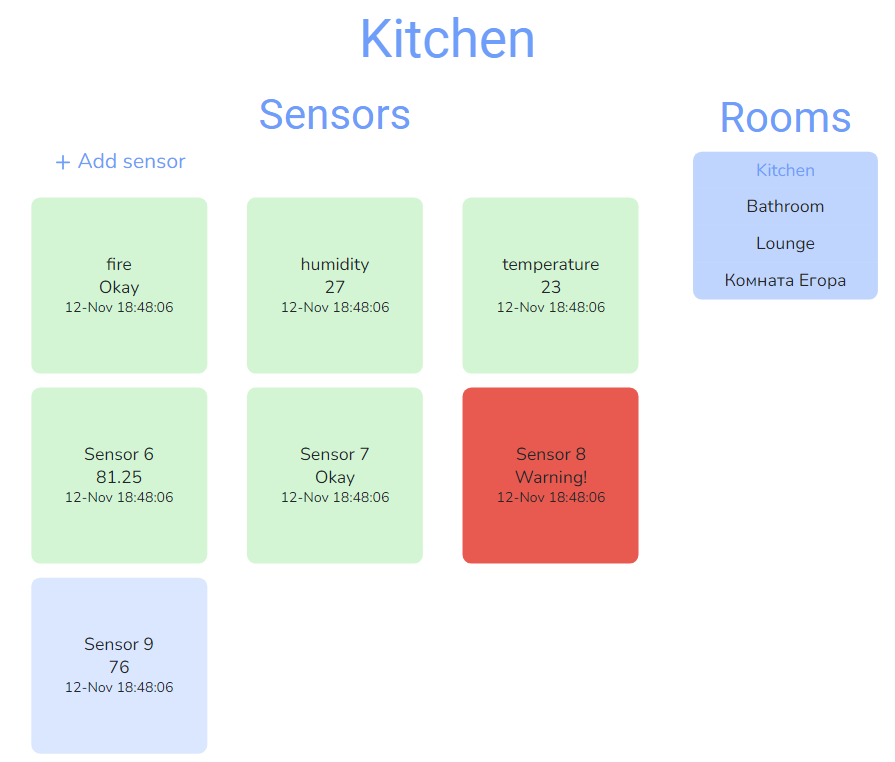 Kitchen
Sensors
+ Add sensor
fire
Okay
12-Nov 18:48:06
humidity
27
12-Nov 18:48:06
temperature
23
12-Nov 18:48:06
Sensor 6
81.25
12-Nov 18:48:06
Sensor 7
Okay
12-Nov 18:48:06
Sensor 8
Warning!
12-Nov 18:48:06
Sensor 9
76
12-Nov 18:48:06
Rooms
Kitchen
Bathroom
Lounge
Комната Егора